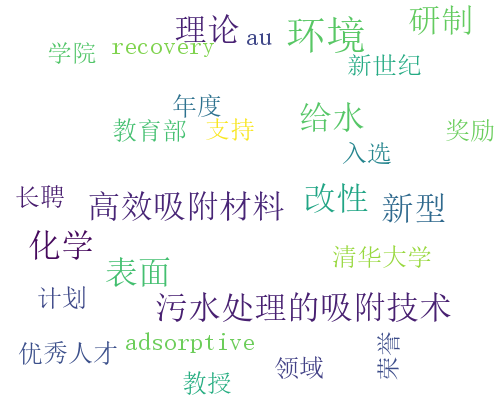 理论
au
环境
研制
学院
recovery
新世纪
年度
教育部
支持
给水
奖励
入选
长聘
高效吸附材料
改性
新型
化学
表面
清华大学
计划
污水处理的吸附技术
优秀人才
adsorptive
领域
荣誉
教授